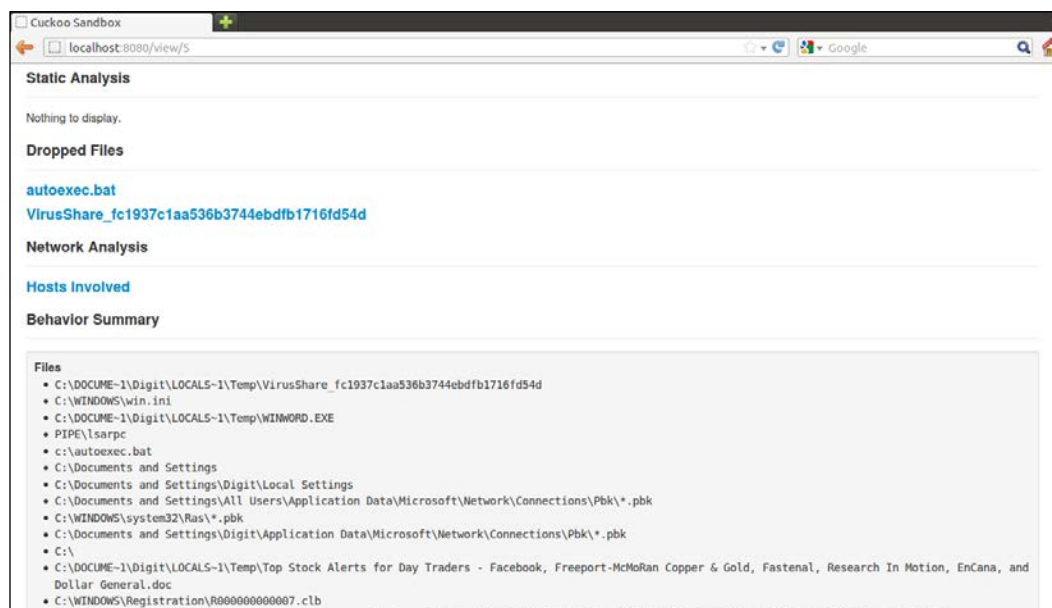 Cuckoo Sandbox
localhost:8080/view/5
Google
Static Analysis
Nothing to display.
Dropped Files
autoexec.bat
VirusShare_fc1937c1aa536b3744ebdfb1716fd54d
Network Analysis
Hosts Involved
Behavior Summary
Files
• C:\DOCUME~1\Digit\LOCALS~1\Temp\VirusShare_fc1937c1aa536b3744ebdfb1716fd54d
• C:\WINDOWS\win.ini
• C:\DOCUME~1\Digit\LOCALS~1\Temp\WINWORD.EXE
• PIPE\lsarpc
• c:\autoexec.bat
• C:\Documents and Settings
• C:\Documents and Settings\Digit\Local Settings
• C:\Documents and Settings\All Users\Application Data\Microsoft\Network\Connections\Pbk\*.pbk
• C:\WINDOWS\system32\Ras\*.pbk
• C:\Documents and Settings\Digit\Application Data\Microsoft\Network\Connections\Pbk\*.pbk
• C:\
• C:\DOCUME~1\Digit\LOCALS~1\Temp\Top Stock Alerts for Day Traders - Facebook, Freeport-McMoRan Copper & Gold, Fastenal, Research In Motion, EnCana, and
Dollar General.doc
• C:\WINDOWS\Registration\R000000000007.clb